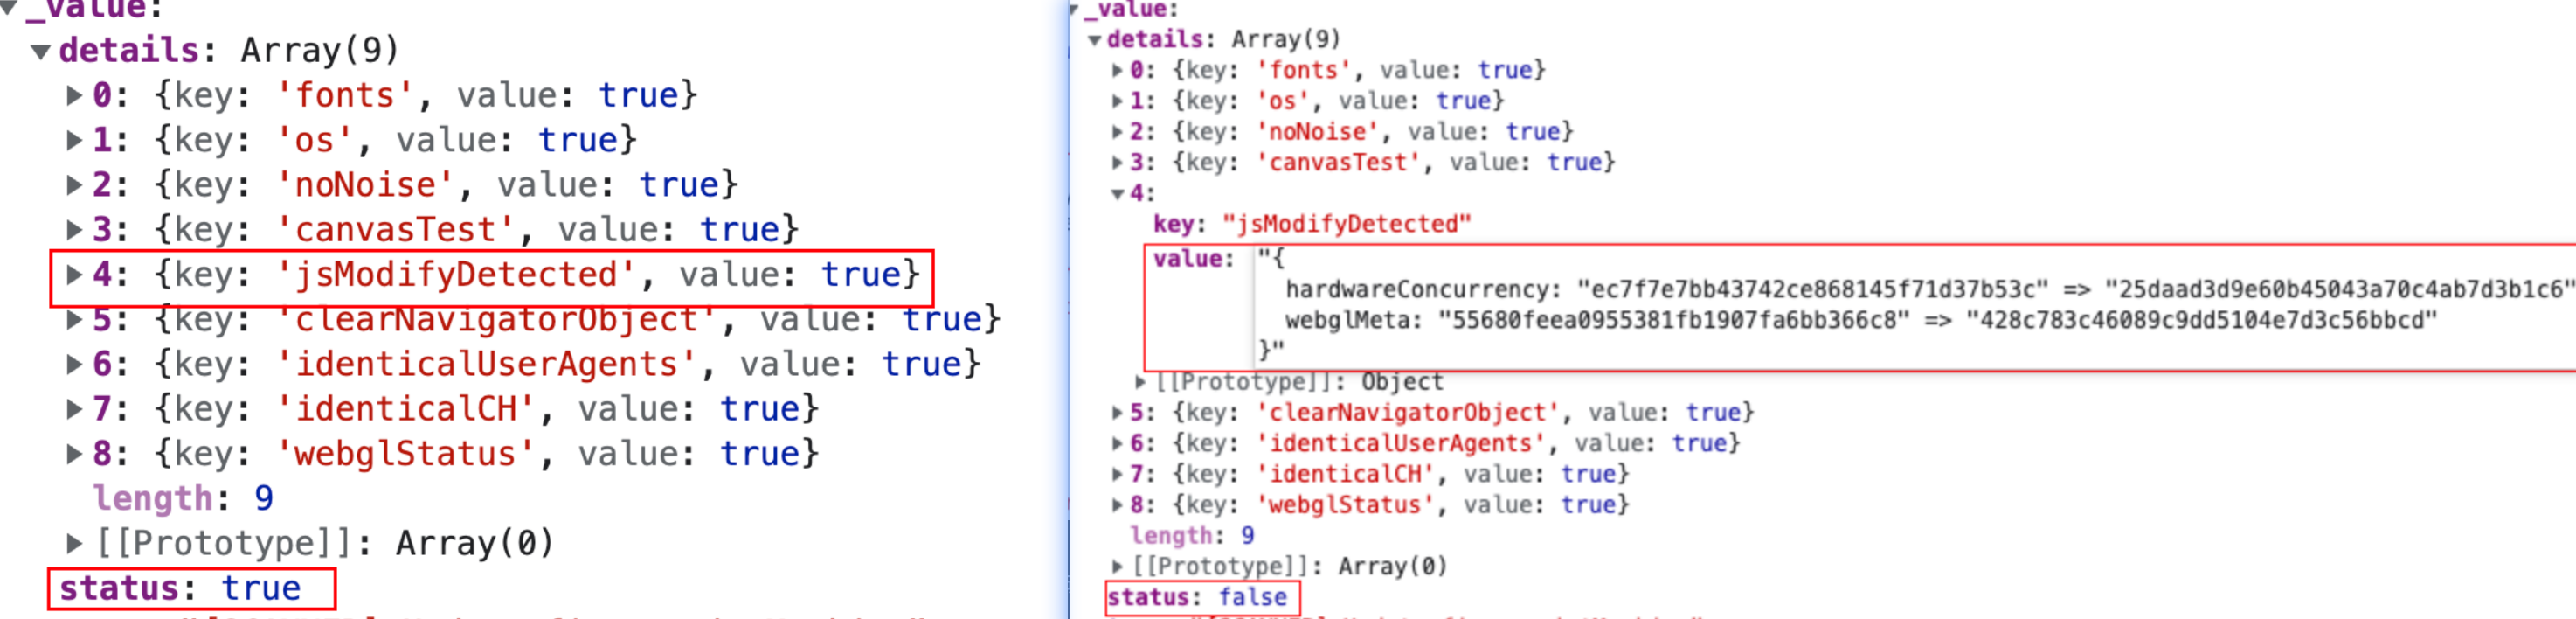 _value:
details: Array(9)
0: {key: 'fonts', value: true}
1: {key: 'os', value: true}
2: {key: 'noNoise', value: true}
3: {key: 'canvasTest', value: true}
4: {key: 'jsModifyDetected', value: true}
5: {key: 'clearNavigatorObject', value: true}
6: {key: 'identicalUserAgents', value: true}
7: {key: 'identicalCH', value: true}
8: {key: 'webglStatus', value: true}
length: 9
[[Prototype]]: Array(0)
status: true
_value:
details: Array(9)
0: {key: 'fonts', value: true}
1: {key: 'os', value: true}
2: {key: 'noNoise', value: true}
3: {key: 'canvasTest', value: true}
4:
key: "jsModifyDetected"
value: "{
hardwareConcurrency: "ec7f7e7bb43742ce868145f71d37b53c" => "25daad3d9e60b45043a70c4ab7d3b1c6"
webglMeta: "55680feea0955381fb1907fa6bb366c8" => "428c783c46089c9dd5104e7d3c56bbcd"
}"
[[Prototype]]: Object
5: {key: 'clearNavigatorObject', value: true}
6: {key: 'identicalUserAgents', value: true}
7: {key: 'identicalCH', value: true}
8: {key: 'webglStatus', value: true}
length: 9
[[Prototype]]: Array(0)
status: false